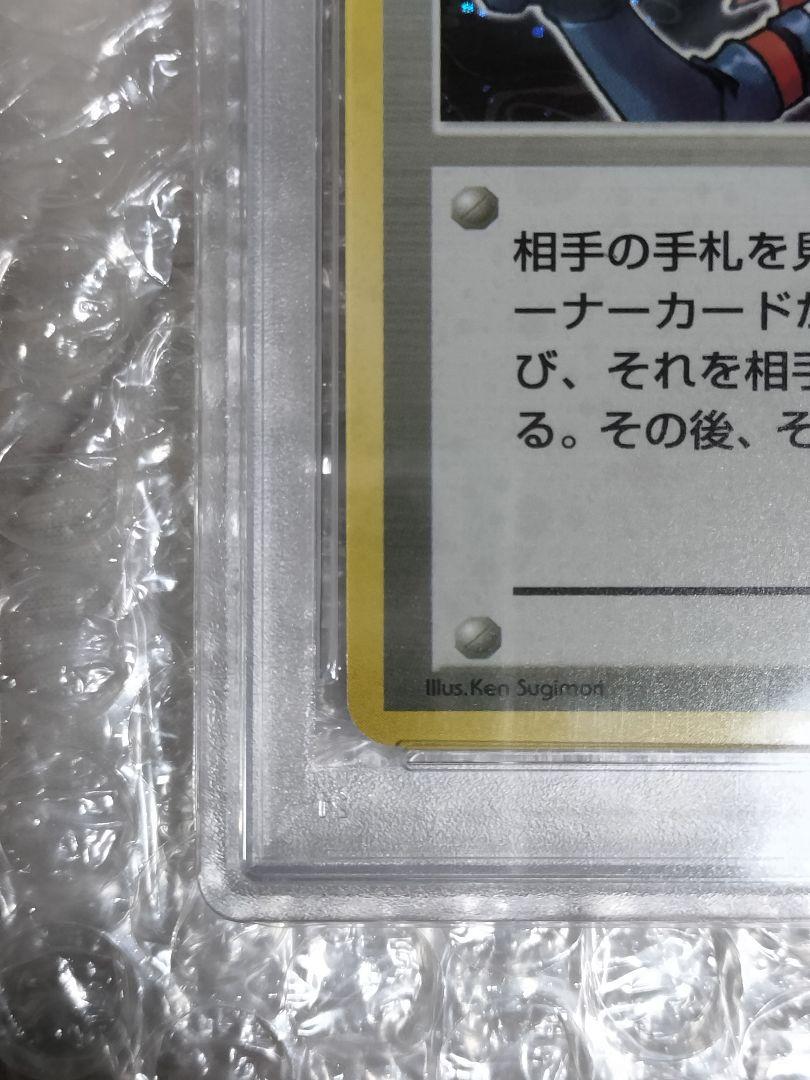 相手の手札を見
ーナーカードか
び、それを相手
る。その後、そ
Illus.Ken Sugimori